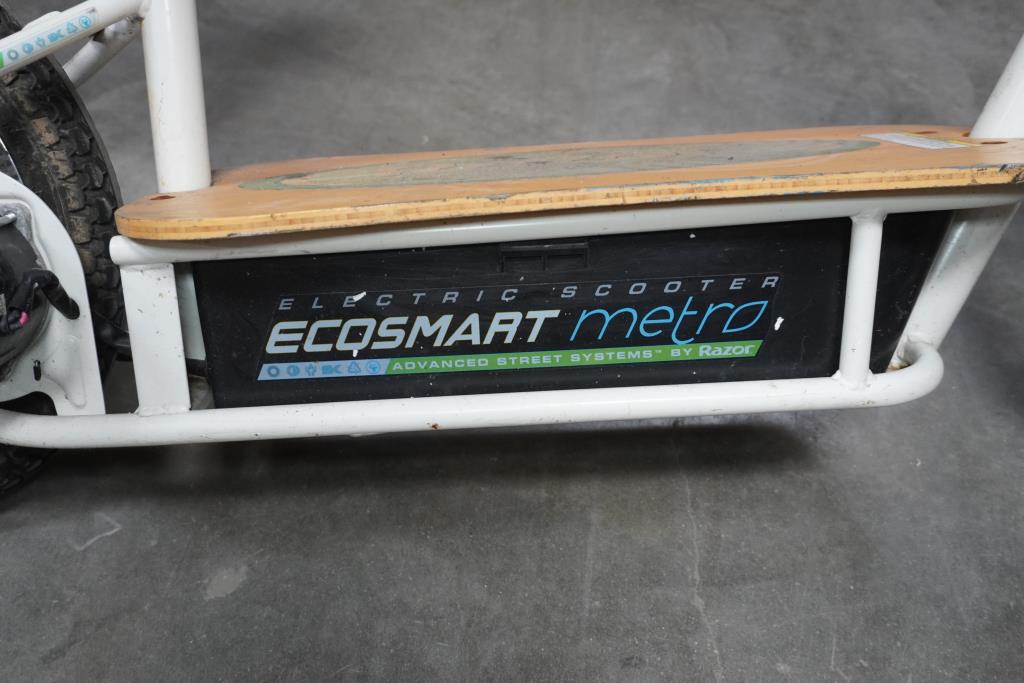 ELECTRIC SCOOTER
ECOSMART metro
ADVANCED STREET SYSTEMS™ BY Razor